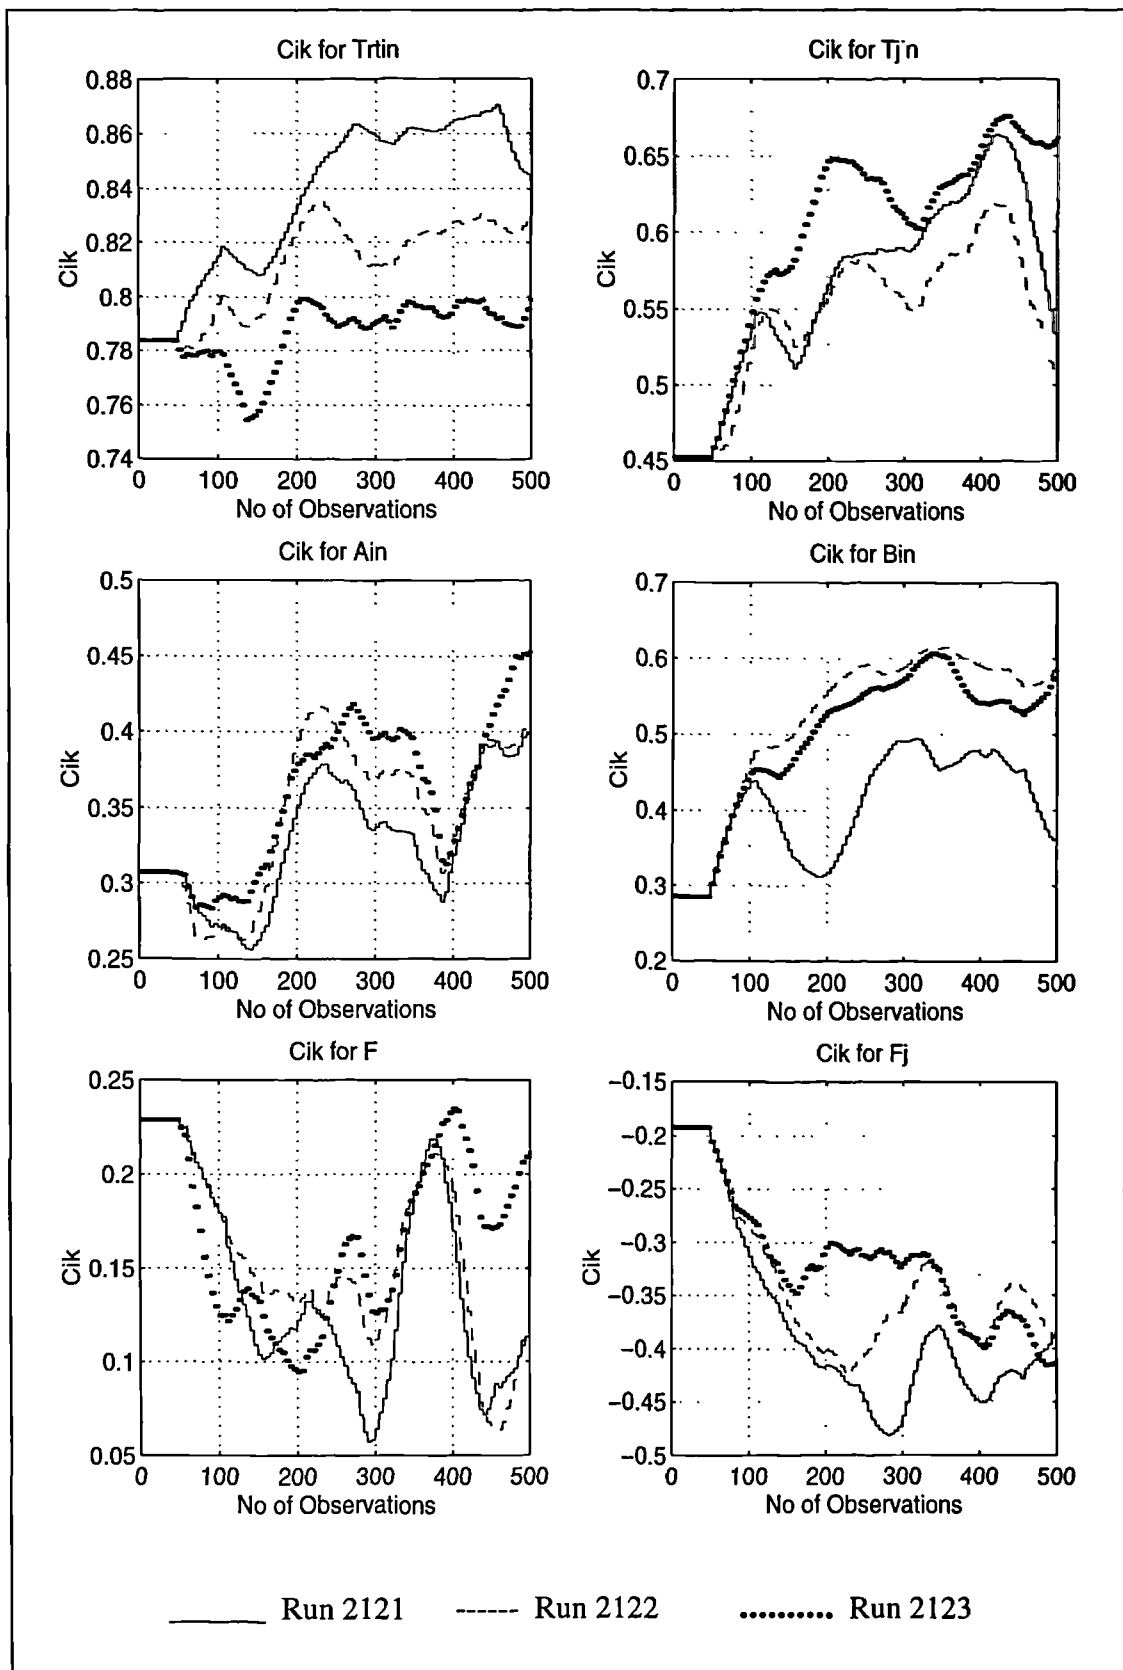 Cik for Trtin
Cik
0.88
0.86
0.84
0.82
0.8
0.78
0.76
0.74
0 100 200 300 400 500
No of Observations
Cik for Tj'n
Cik
0.7
0.65
0.6
0.55
0.5
0.45
0 100 200 300 400 500
No of Observations
Cik for Ain
Cik
0.5
0.45
0.4
0.35
0.3
0.25
0 100 200 300 400 500
No of Observations
Cik for Bin
Cik
0.7
0.6
0.5
0.4
0.3
0.2
0 100 200 300 400 500
No of Observations
Cik for F
Cik
0.25
0.2
0.15
0.1
0.05
0 100 200 300 400 500
No of Observations
Cik for Fj
Cik
−0.15
−0.2
−0.25
−0.3
−0.35
−0.4
−0.45
−0.5
0 100 200 300 400 500
No of Observations
Run 2121 Run 2122 Run 2123